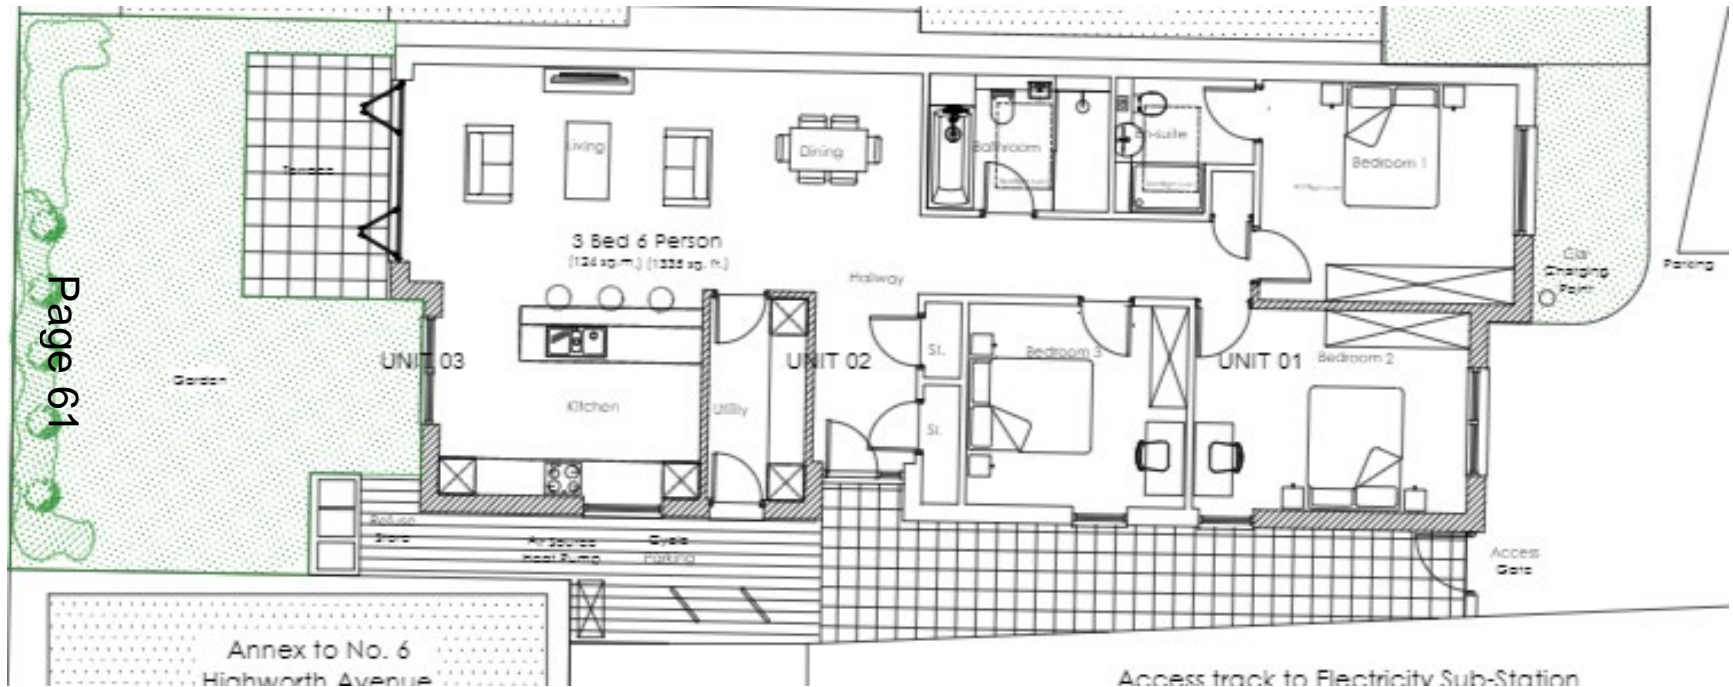 Living
Dining
Bathroom
En-suite
Bedroom 1
Terrace
3 Bed 6 Person
(124 sq.m.) (1335 sq. ft.)
Hallway
Car
Charging
Point
Parking
Page 61
UNIT 03
UNIT 02
UNIT 01
St.
Bedroom 3
Bedroom 2
Garden
Kitchen
Utility
St.
Refuse
Store
Air Source
Heat Pump
Cycle
Parking
Access
Gate
Annex to No. 6
Highworth Avenue
Access track to Electricity Sub-Station